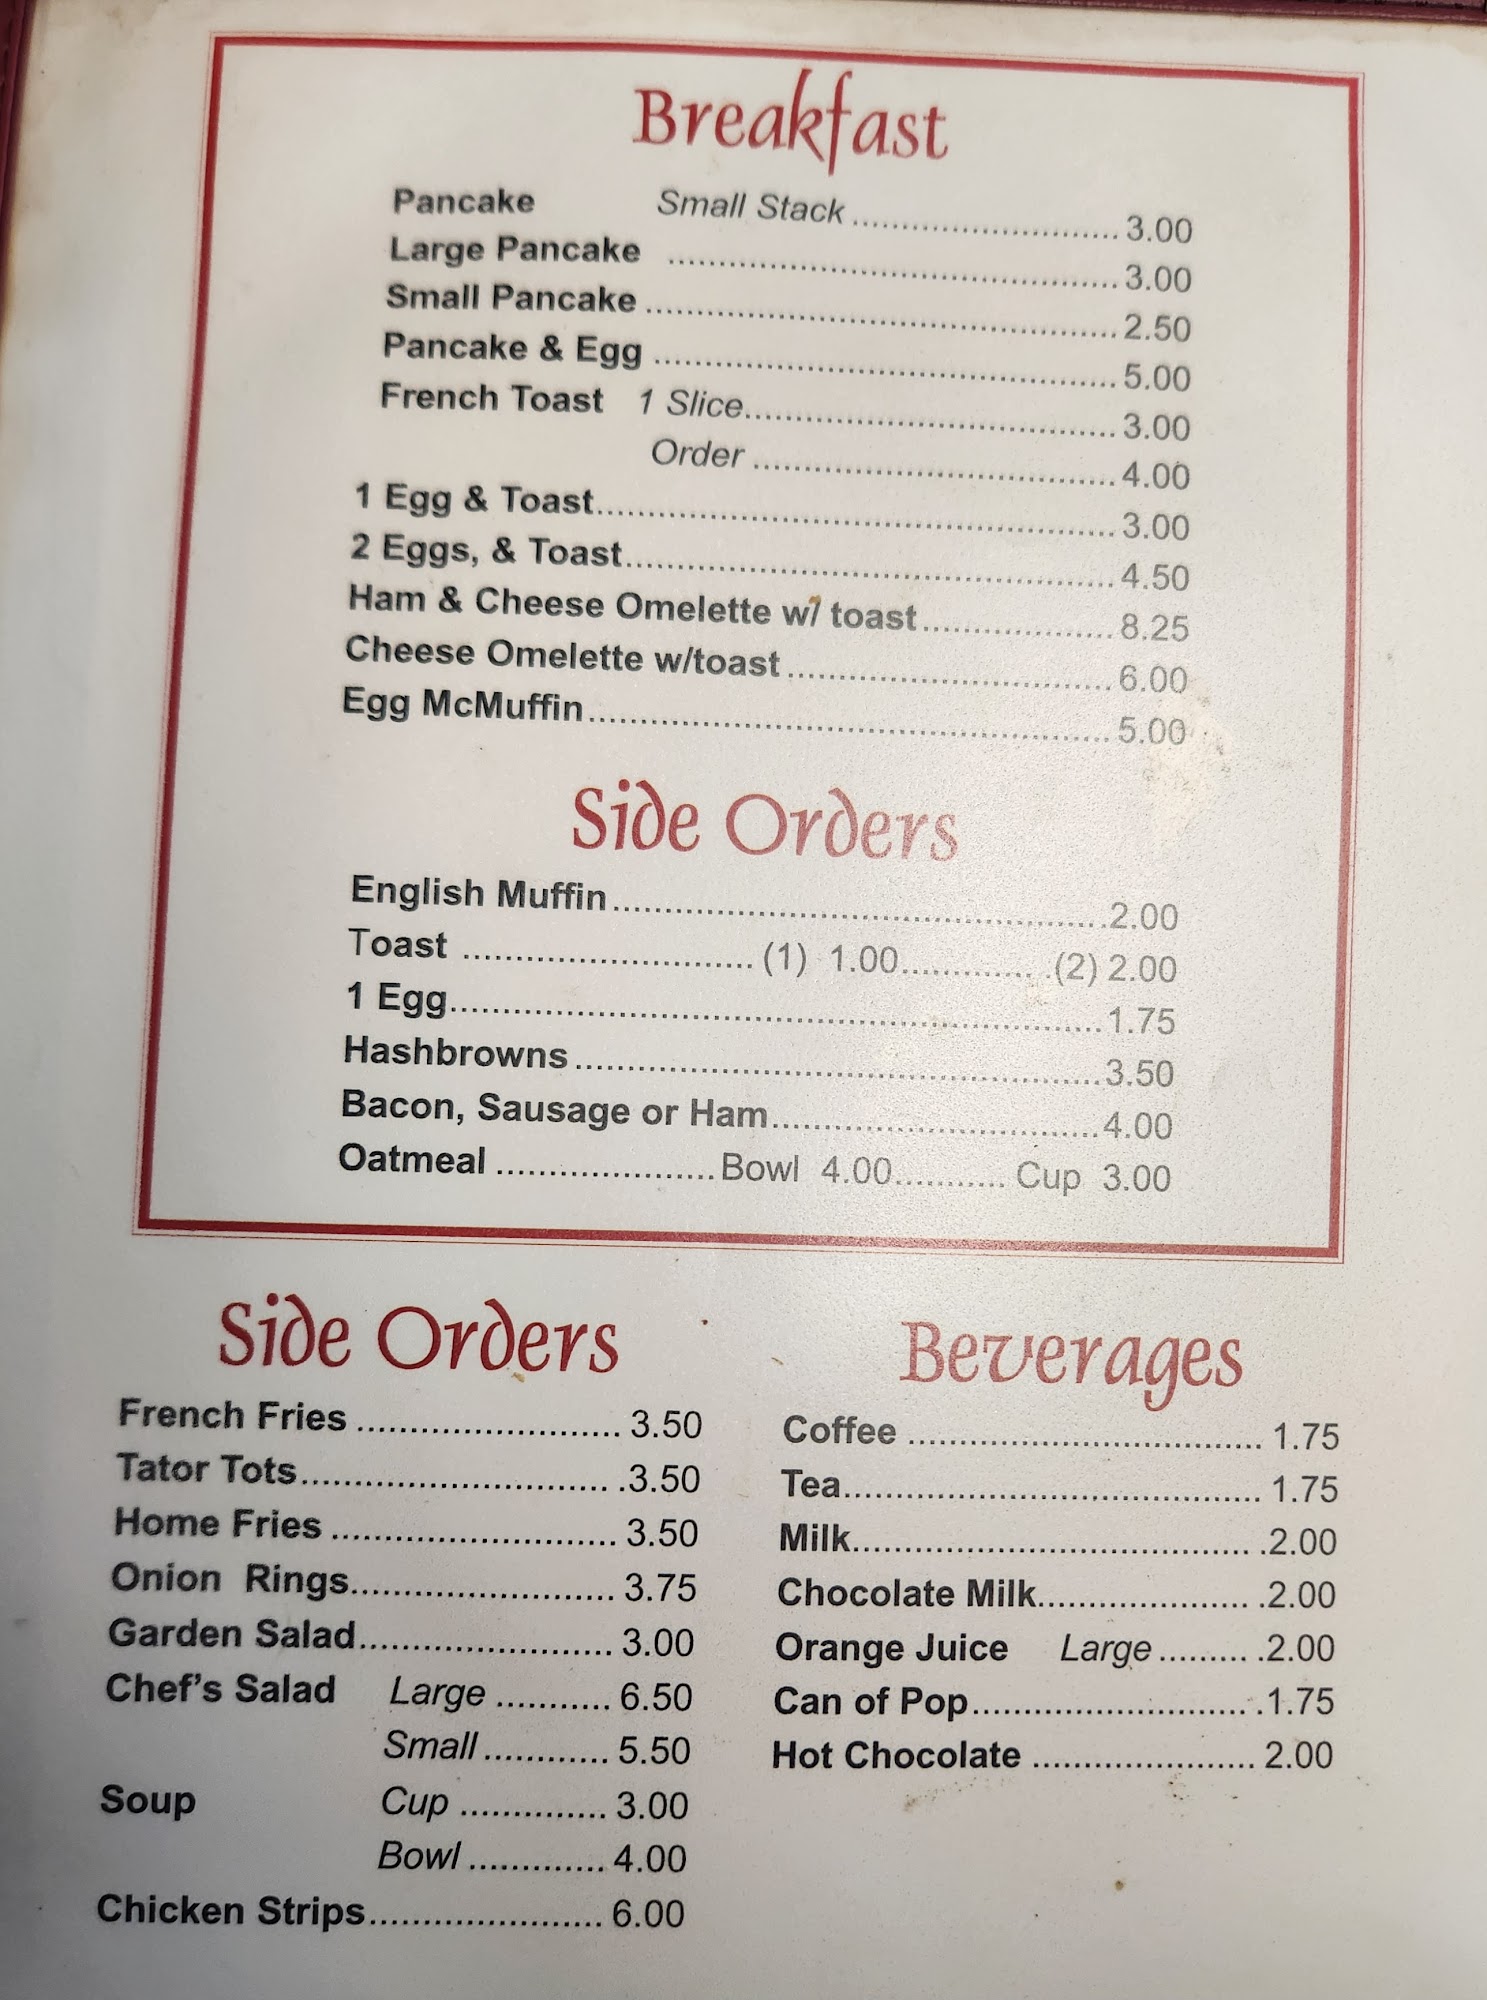 Breakfast
Pancake Small Stack ........................... 3.00
Large Pancake ............................................ 3.00
Small Pancake .............................................. 2.50
Pancake & Egg ............................................. 5.00
French Toast 1 Slice.................................... 3.00
Order ................................... 4.00
1 Egg & Toast.................................................. 3.00
2 Eggs, & Toast............................................... 4.50
Ham & Cheese Omelette w/ toast................... 8.25
Cheese Omelette w/toast ............................... 6.00
Egg McMuffin.................................................. 5.00
Side Orders
English Muffin................................................ .2.00
Toast ............................ (1) 1.00............. .(2) 2.00
1 Egg...............................................................1.75
Hashbrowns ...................................................3.50
Bacon, Sausage or Ham................................4.00
Oatmeal .....................Bowl 4.00........... Cup 3.00
Side Orders
French Fries ......................... 3.50
Tator Tots.............................. .3.50
Home Fries ............................ 3.50
Onion Rings.......................... 3.75
Garden Salad......................... 3.00
Chef's Salad Large ........... 6.50
Small ............ 5.50
Soup Cup .............. 3.00
Bowl ............. 4.00
Chicken Strips....................... 6.00
Beverages
Coffee .................................. 1.75
Tea........................................ 1.75
Milk...................................... .2.00
Chocolate Milk.................... .2.00
Orange Juice Large ......... .2.00
Can of Pop.......................... .1.75
Hot Chocolate ...................... 2.00